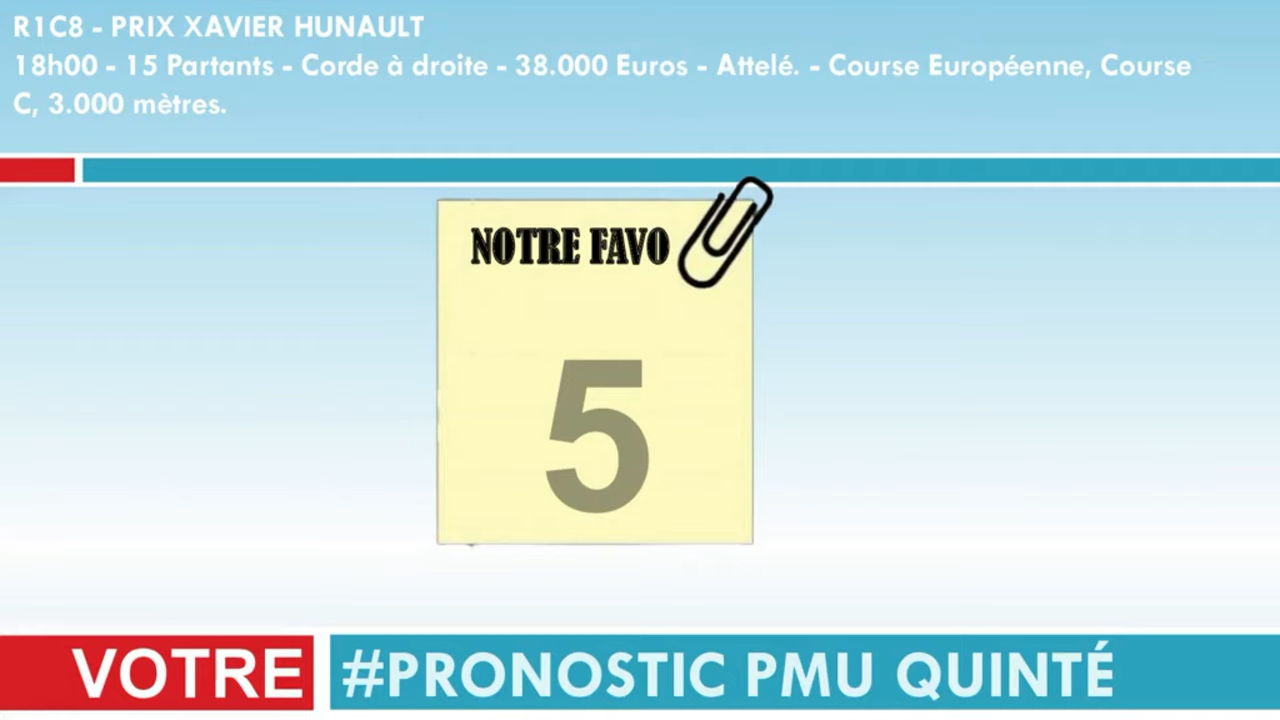 R1C8 - PRIX XAVIER HUNAULT
18h00 - 15 Partants - Corde à droite - 38.000 Euros - Attelé. - Course Européenne, Course
C, 3.000 mètres.
NOTRE FAVO
5
VOTRE #PRONOSTIC PMU QUINTÉ